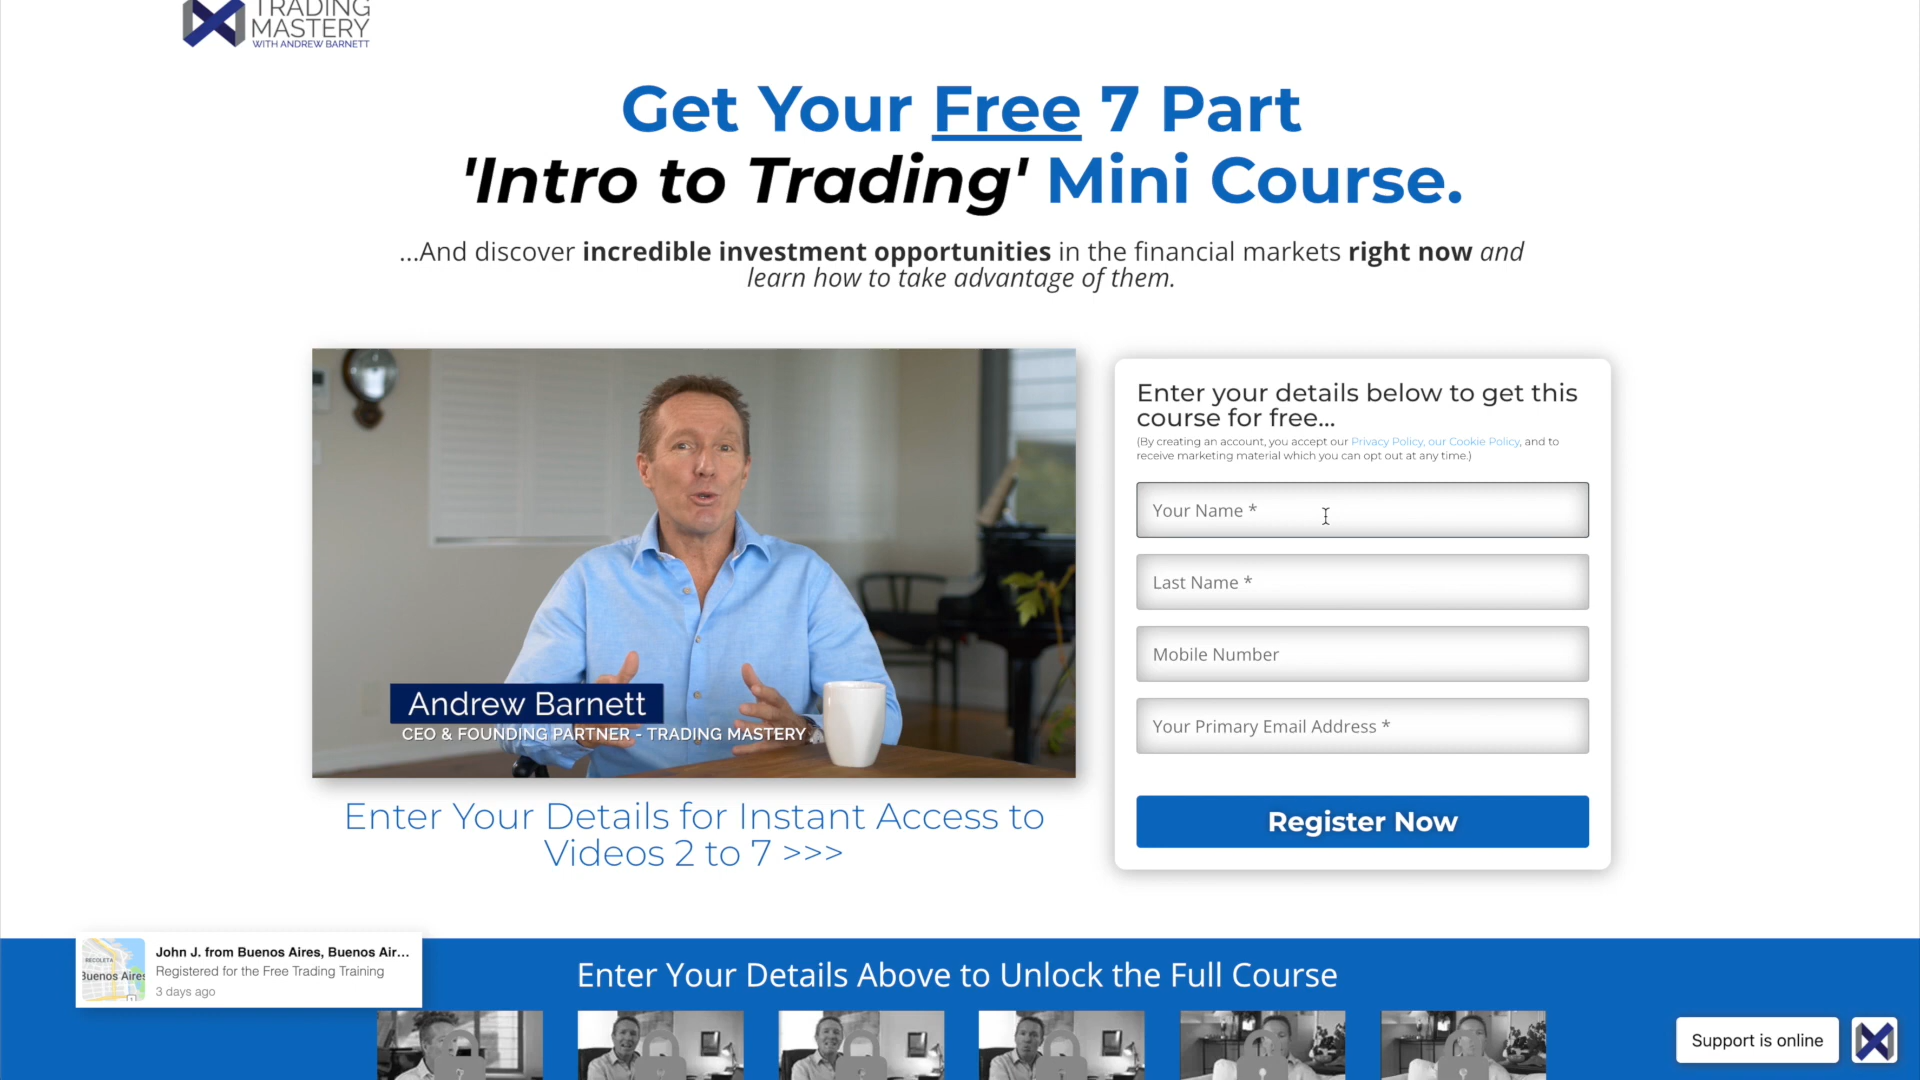 TRADING
MASTERY
WITH ANDREW BARNETT
Get Your Free 7 Part
'Intro to Trading' Mini Course.
...And discover incredible investment opportunities in the financial markets right now and
learn how to take advantage of them.
Andrew Barnett
CEO & FOUNDING PARTNER - TRADING MASTERY
Enter Your Details for Instant Access to
Videos 2 to 7 >>>
Enter your details below to get this
course for free...
(By creating an account, you accept our Privacy Policy, our Cookie Policy, and to
receive marketing material which you can opt out at any time.)
Your Name *
Last Name *
Mobile Number
Your Primary Email Address *
Register Now
RECOLETA
Buenos Aires
John J. from Buenos Aires, Buenos Air...
Registered for the Free Trading Training
3 days ago
Enter Your Details Above to Unlock the Full Course
Support is online